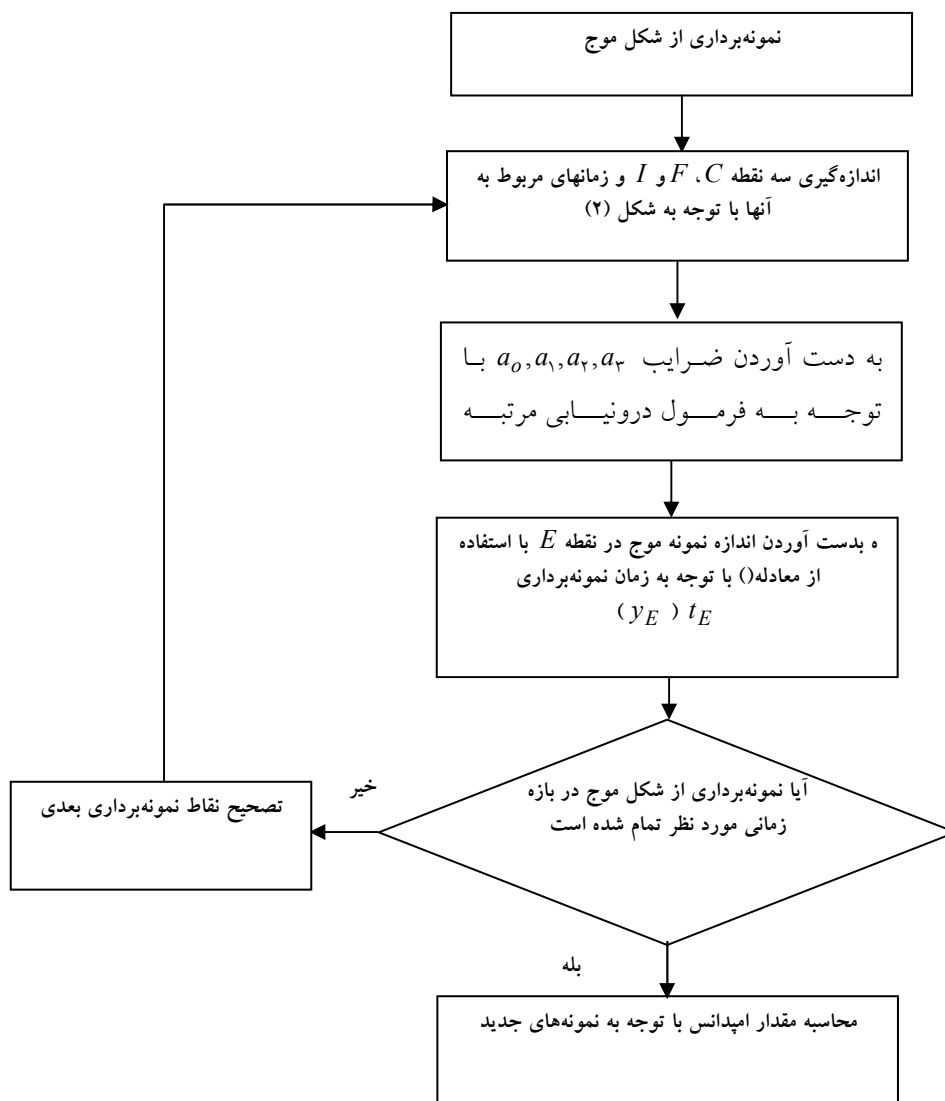 نمونه‌برداری از شکل موج
اندازه‌گیری سه نقطه F ، C و I و زمانهای مربوط به
آنها با توجه به شکل (۲)
به دست آوردن ضرایب a_o,a_۱,a_۲,a_۳ با
توجه به فرمول درونیابی مرتبه
ه بدست آوردن اندازه نمونه موج در نقطه E با استفاده
از معادله() با توجه به زمان نمونه‌برداری
( y_E ) t_E
آیا نمونه‌برداری از شکل موج در بازه
زمانی مورد نظر تمام شده است
خیر
تصحیح نقاط نمونه‌برداری بعدی
بله
محاسبه مقدار امپدانس با توجه به نمونه‌های جدید